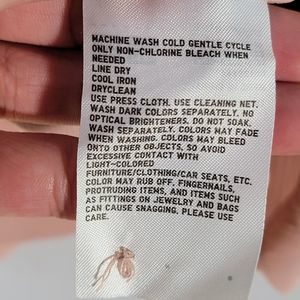 MACHINE WASH COLD GENTLE CYCLE
ONLY NON-CHLORINE BLEACH WHEN
NEEDED
LINE DRY
COOL IRON
DRYCLEAN
USE PRESS CLOTH. USE CLEANING NET.
WASH DARK COLORS SEPARATELY. NO
OPTICAL BRIGHTENERS. DO NOT SOAK.
WASH SEPARATELY. COLORS MAY FADE
WHEN WASHING. COLORS MAY BLEED
ONTO OTHER OBJECTS, SO AVOID
EXCESSIVE CONTACT WITH
LIGHT-COLORED
FURNITURE/CLOTHING/CAR SEATS, ETC.
COLOR MAY RUB OFF. FINGERNAILS,
PROTRUDING ITEMS, AND ITEMS SUCH
AS FITTINGS ON JEWELRY AND BAGS
CAN CAUSE SNAGGING. PLEASE USE
CARE.